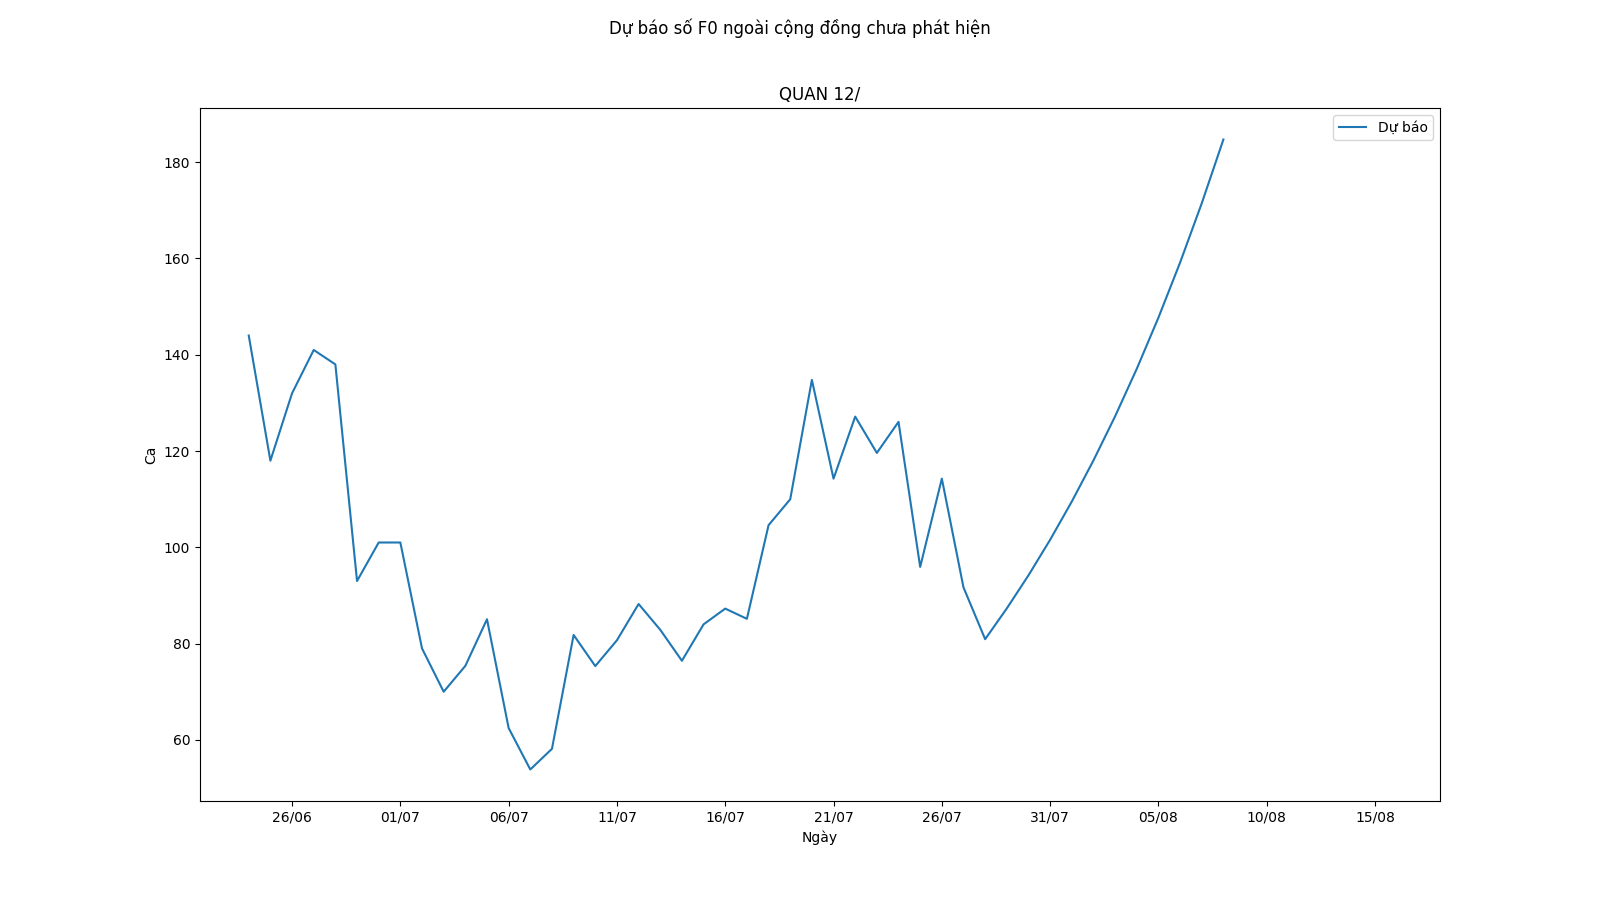 Dự báo số F0 ngoài cộng đồng chưa phát hiện
QUAN 12/
Dự báo
180
160
140
120
100
80
60
Ca
26/06 01/07 06/07 11/07 16/07 21/07 26/07 31/07 05/08 10/08 15/08
Ngày